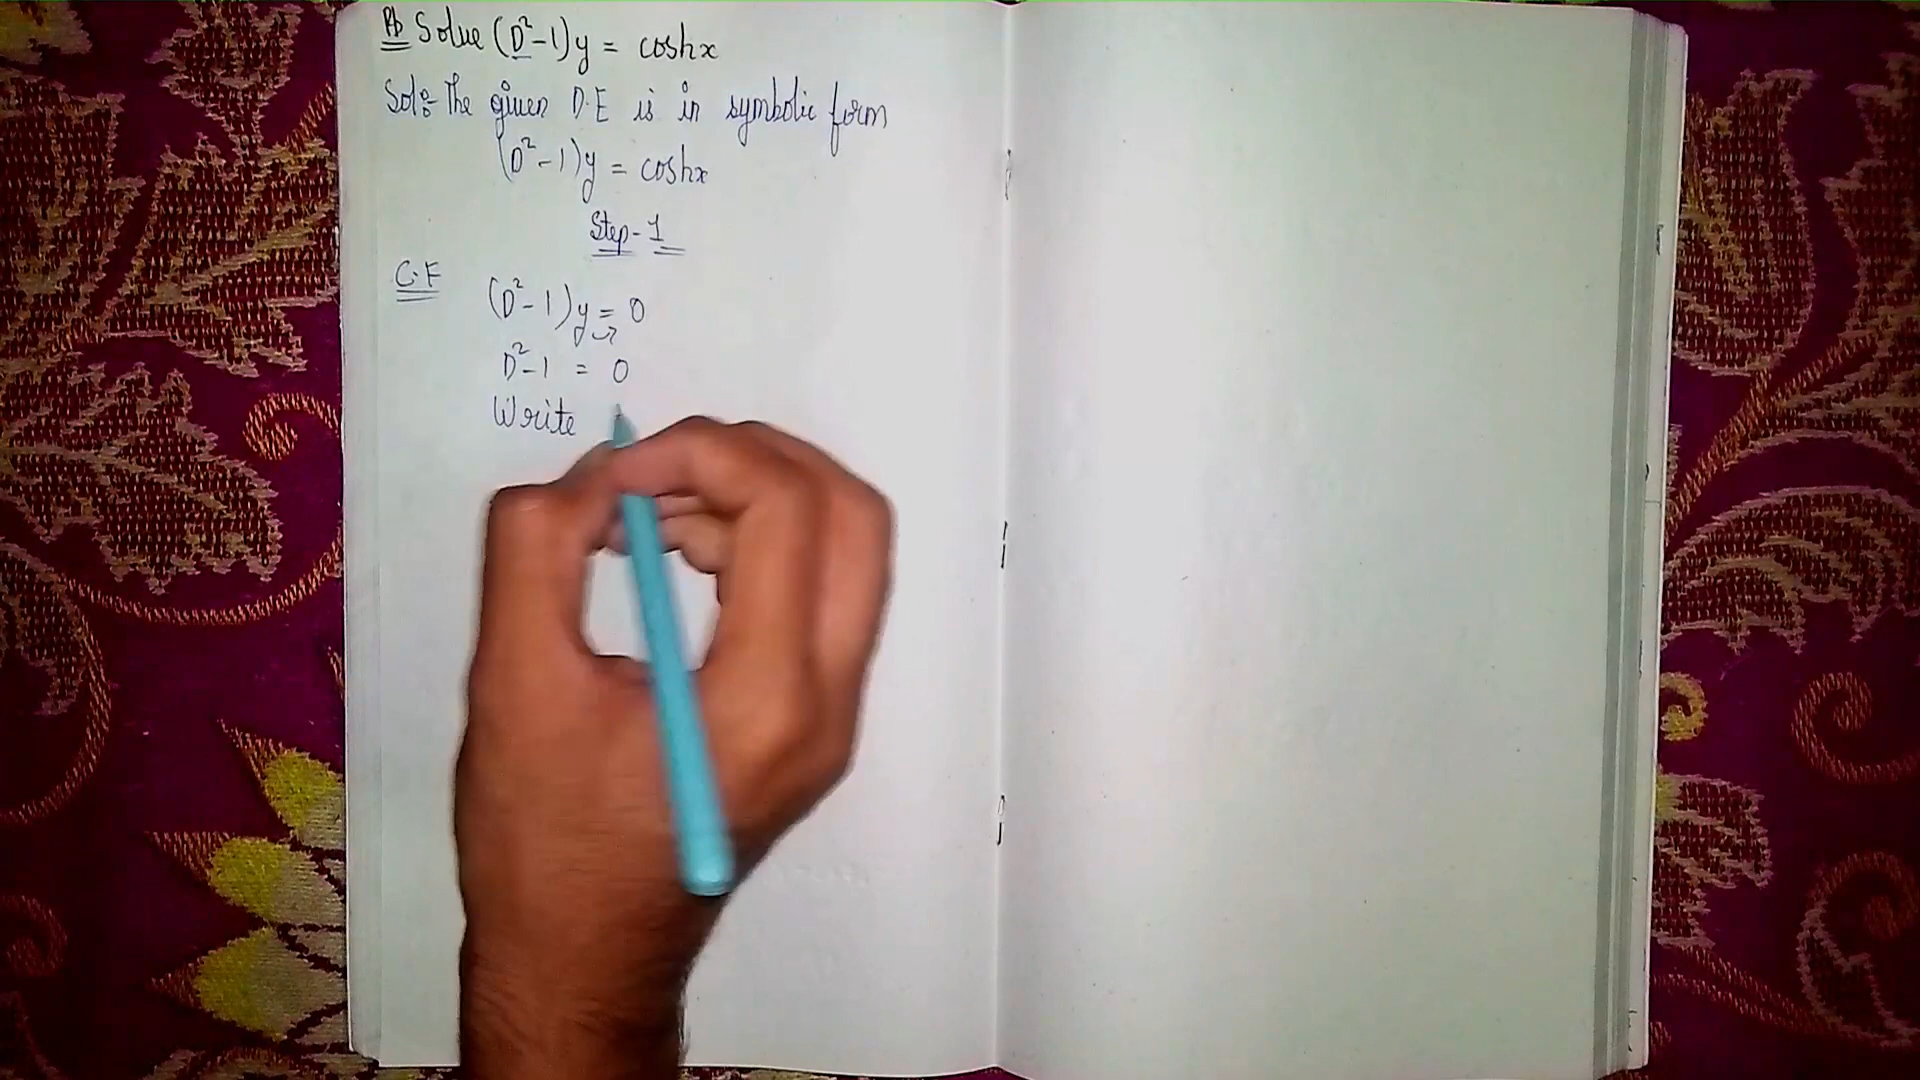 Pb Solve (D²-1)y = coshx
Sol:- The given D.E is in symbolic form
(D²-1)y = coshx
Step-1
C.F
(D²-1)y = 0
D²-1 = 0
Write